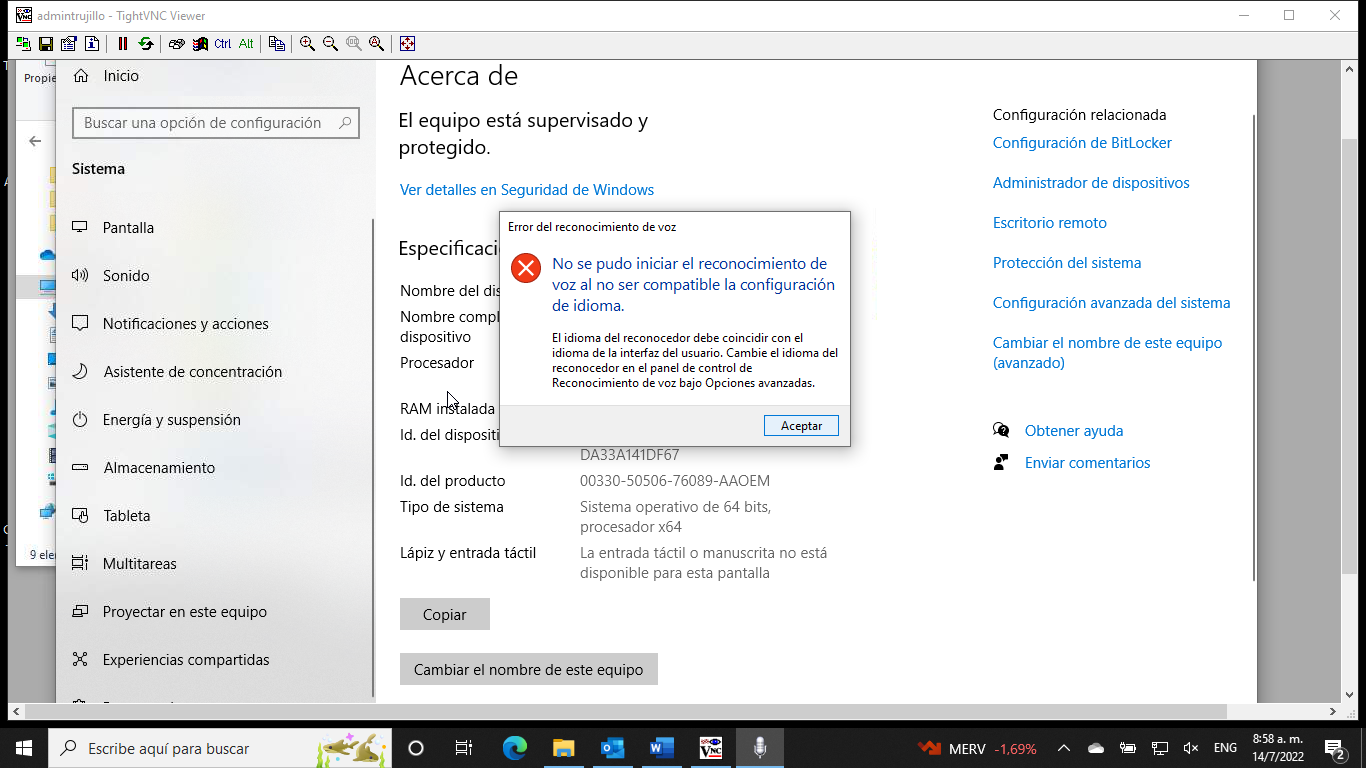 admintrujillo - TightVNC Viewer
Ctrl Alt
Propie
Inicio
Buscar una opción de configuración
Sistema
Pantalla
Sonido
Notificaciones y acciones
Asistente de concentración
Energía y suspensión
Almacenamiento
Tableta
Multitareas
Proyectar en este equipo
Experiencias compartidas
9 ele
Acerca de
El equipo está supervisado y
protegido.
Ver detalles en Seguridad de Windows
Especificaci
Nombre del dis
Nombre compl
dispositivo
Procesador
RAM instalada
Id. del dispositi
DA33A141DF67
Id. del producto 00330-50506-76089-AAOEM
Tipo de sistema Sistema operativo de 64 bits,
procesador x64
Lápiz y entrada táctil La entrada táctil o manuscrita no está
disponible para esta pantalla
Copiar
Cambiar el nombre de este equipo
Error del reconocimiento de voz
No se pudo iniciar el reconocimiento de
voz al no ser compatible la configuración
de idioma.
El idioma del reconocedor debe coincidir con el
idioma de la interfaz del usuario. Cambie el idioma del
reconocedor en el panel de control de
Reconocimiento de voz bajo Opciones avanzadas.
Aceptar
Configuración relacionada
Configuración de BitLocker
Administrador de dispositivos
Escritorio remoto
Protección del sistema
Configuración avanzada del sistema
Cambiar el nombre de este equipo
(avanzado)
Obtener ayuda
Enviar comentarios
Escribe aquí para buscar
MERV -1,69%
ENG
8:58 a. m.
14/7/2022
2